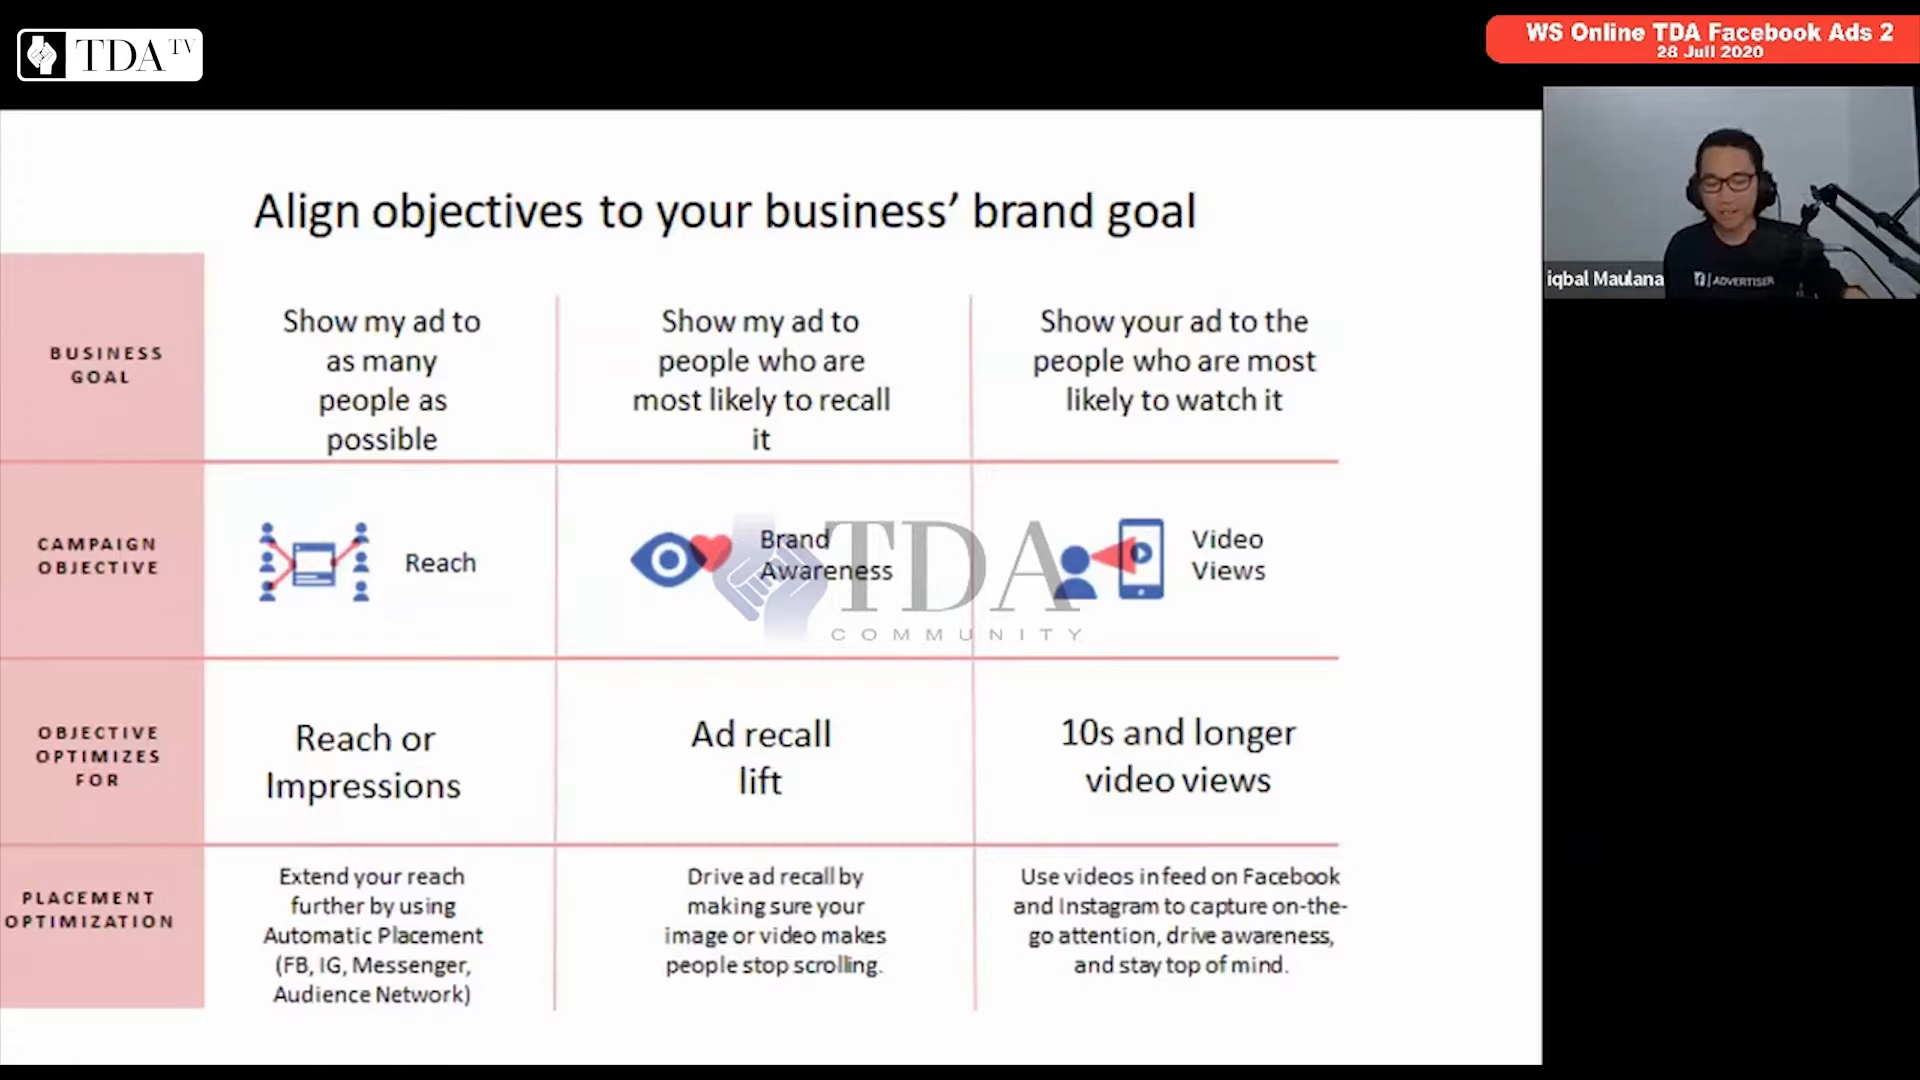 TDA TV
WS Online TDA Facebook Ads 2
28 Juli 2020
iqbal Maulana
ADVERTISER
Align objectives to your business’ brand goal
BUSINESS
GOAL
Show my ad to
as many
people as
possible
Show my ad to
people who are
most likely to recall
it
Show your ad to the
people who are most
likely to watch it
CAMPAIGN
OBJECTIVE
Reach
Brand
Awareness
Video
Views
TDA
COMMUNITY
OBJECTIVE
OPTIMIZES
FOR
Reach or
Impressions
Ad recall
lift
10s and longer
video views
PLACEMENT
OPTIMIZATION
Extend your reach
further by using
Automatic Placement
(FB, IG, Messenger,
Audience Network)
Drive ad recall by
making sure your
image or video makes
people stop scrolling.
Use videos in feed on Facebook
and Instagram to capture on-the-
go attention, drive awareness,
and stay top of mind.